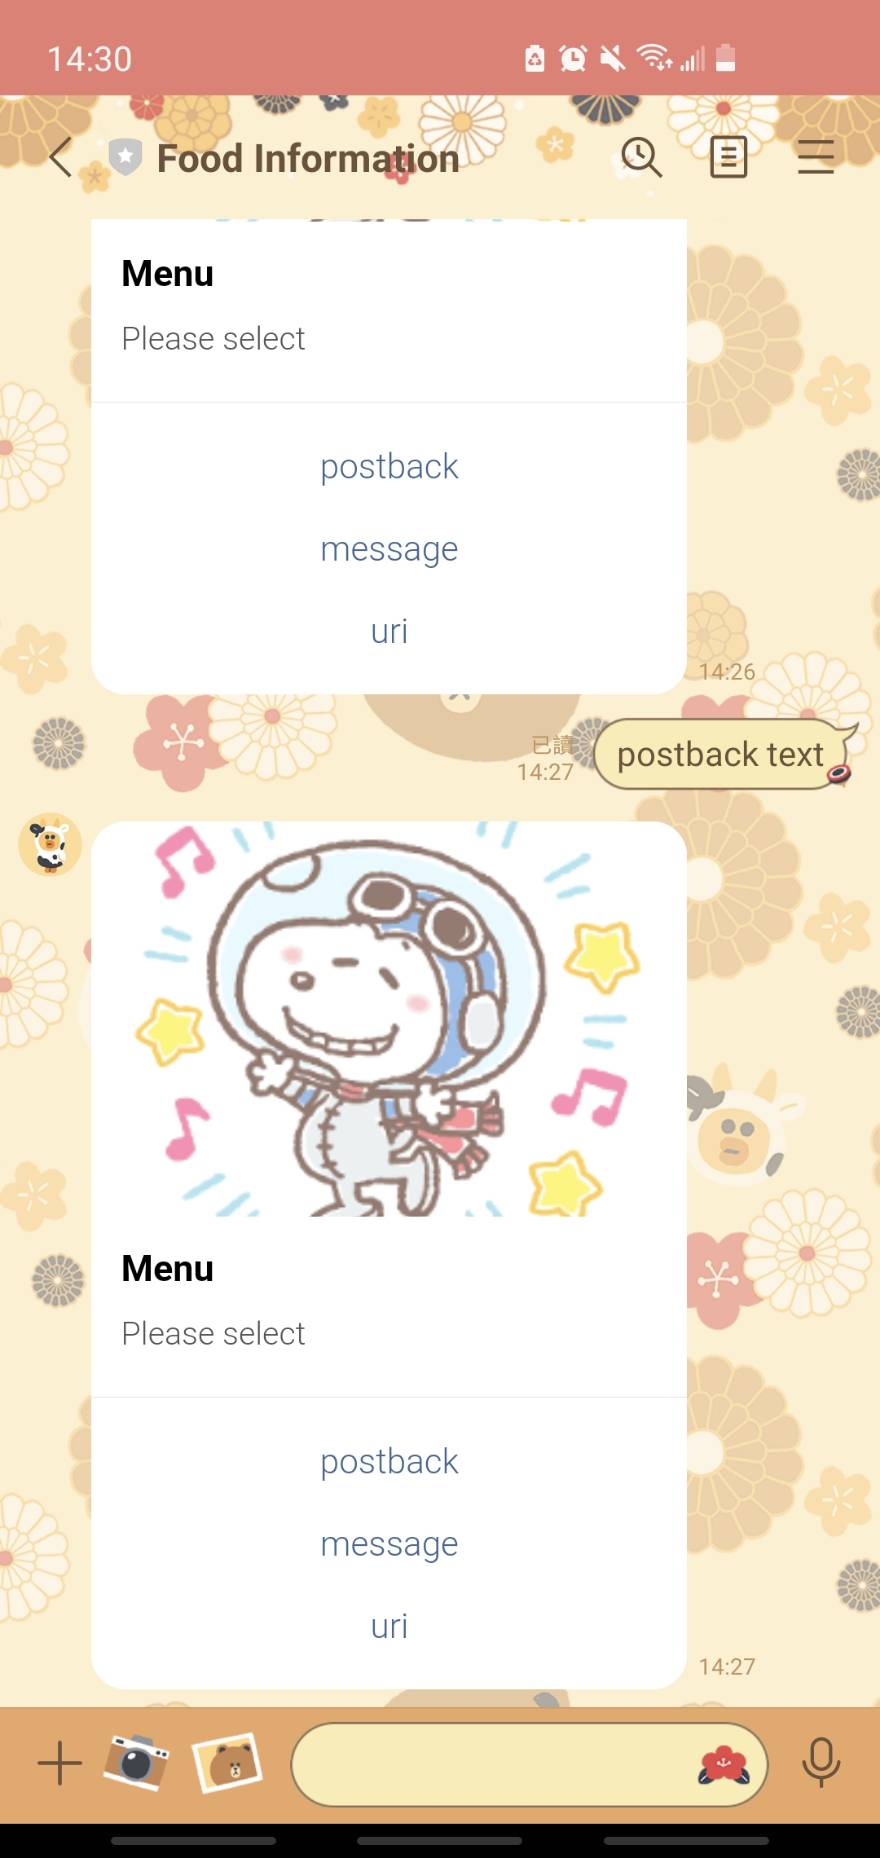 14:30
Food Information
Menu
Please select
postback
message
uri
14:26
已讀
14:27
postback text
Menu
Please select
postback
message
uri
14:27